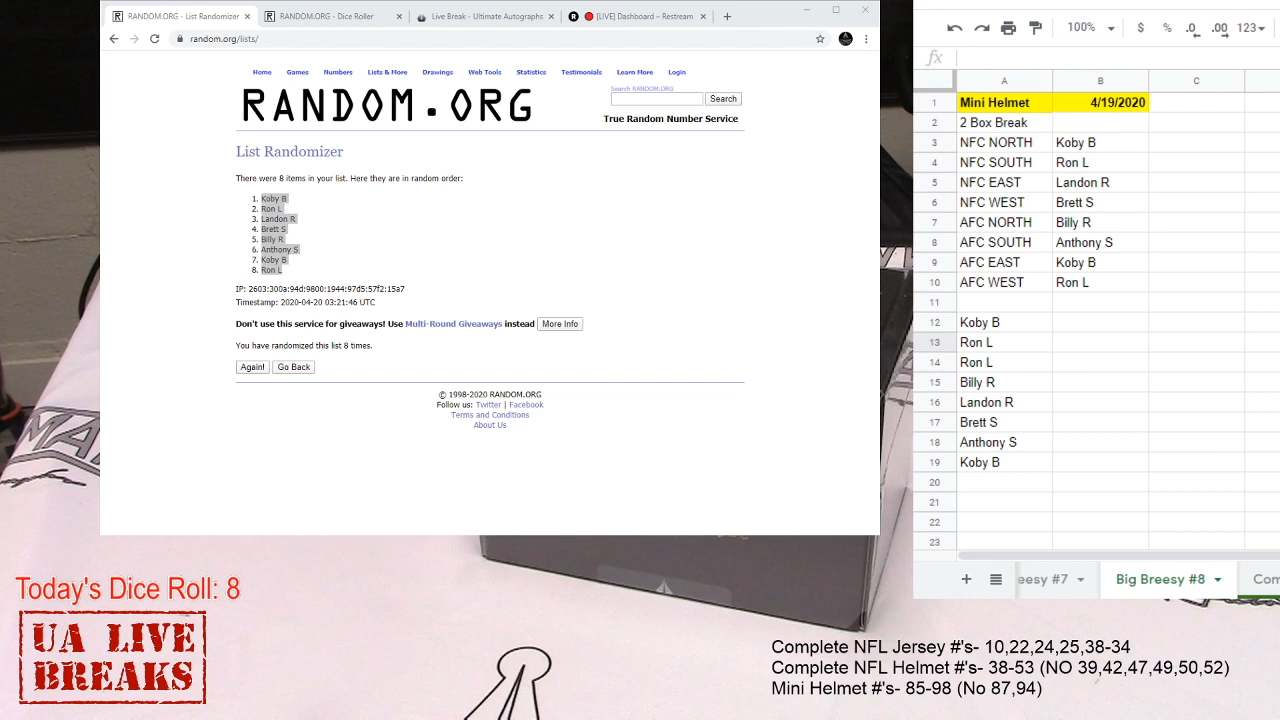 RANDOM.ORG - List Randomizer
RANDOM.ORG - Dice Roller
Live Break - Ultimate Autographs
[LIVE] Dashboard – Restream
random.org/lists/
Home Games Numbers Lists & More Drawings Web Tools Statistics Testimonials Learn More Login
Search RANDOM.ORG
Search
RANDOM.ORG
True Random Number Service
List Randomizer
There were 8 items in your list. Here they are in random order:
1. Koby B
2. Ron L
3. Landon R
4. Brett S
5. Billy R
6. Anthony S
7. Koby B
8. Ron L
IP: 2603:300a:94d:9800:1944:97d5:57f2:15a7
Timestamp: 2020-04-20 03:21:46 UTC
Don't use this service for giveaways! Use Multi-Round Giveaways instead More Info
You have randomized this list 8 times.
Again! Go Back
© 1998-2020 RANDOM.ORG
Follow us: Twitter | Facebook
Terms and Conditions
About Us
100% $ % .0 .00 123
fx
A B C
1 Mini Helmet 4/19/2020
2 2 Box Break
3 NFC NORTH Koby B
4 NFC SOUTH Ron L
5 NFC EAST Landon R
6 NFC WEST Brett S
7 AFC NORTH Billy R
8 AFC SOUTH Anthony S
9 AFC EAST Koby B
10 AFC WEST Ron L
11
12 Koby B
13 Ron L
14 Ron L
15 Billy R
16 Landon R
17 Brett S
18 Anthony S
19 Koby B
20
21
22
23
eesy #7 Big Breesy #8 Com
Today's Dice Roll: 8
UA LIVE
BREAKS
Complete NFL Jersey #'s- 10,22,24,25,38-34
Complete NFL Helmet #'s- 38-53 (NO 39,42,47,49,50,52)
Mini Helmet #'s- 85-98 (No 87,94)